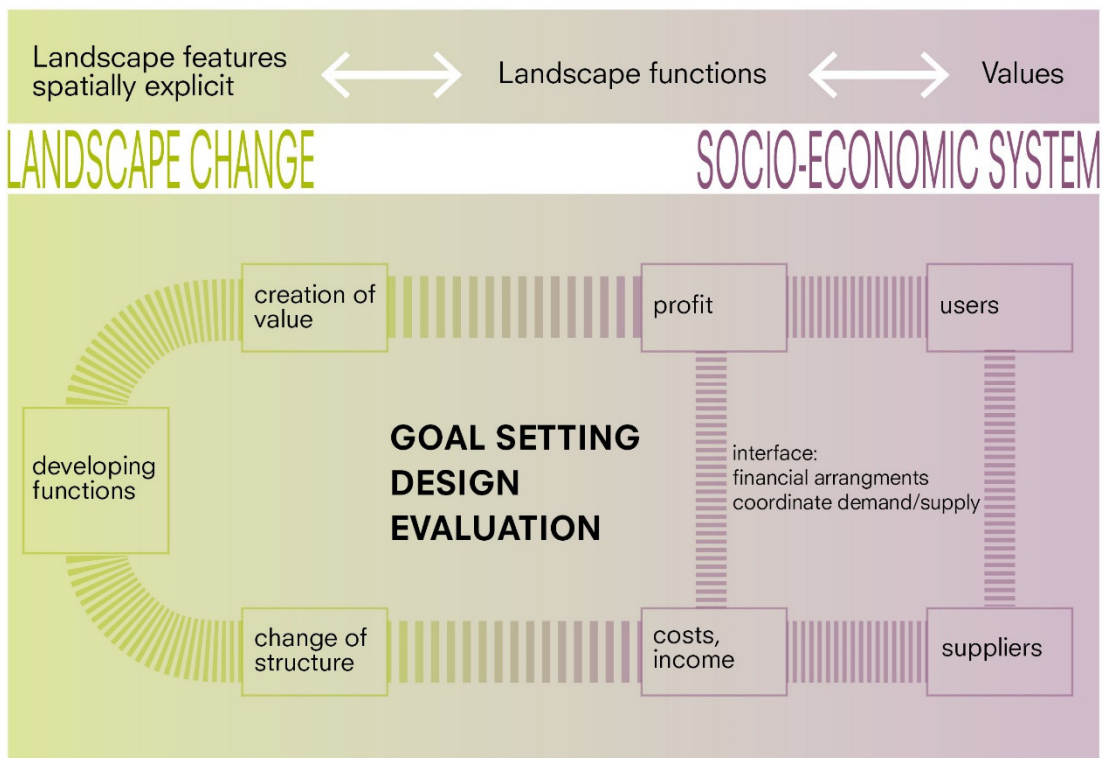 Landscape features
spatially explicit
Landscape functions
Values
LANDSCAPE CHANGE
SOCIO-ECONOMIC SYSTEM
creation of
value
profit
users
developing
functions
GOAL SETTING
DESIGN
EVALUATION
interface:
financial arrangments
coordinate demand/supply
change of
structure
costs,
income
suppliers